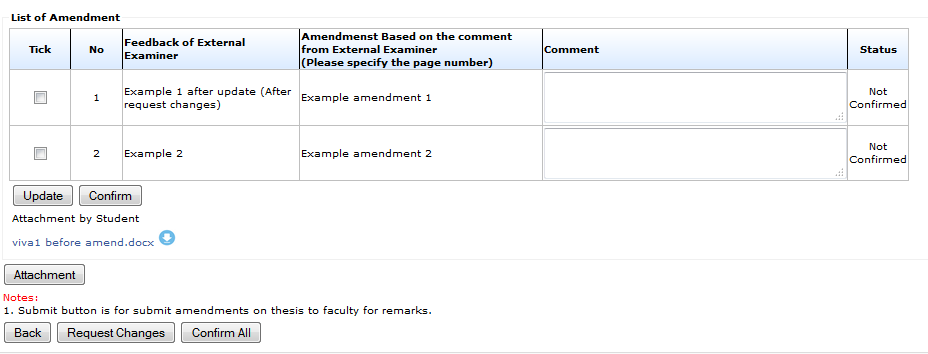 List of Amendment
Tick No Feedback of External Examiner Amendmenst Based on the comment from External Examiner (Please specify the page number) Comment Status
1 Example 1 after update (After request changes) Example amendment 1 Not Confirmed
2 Example 2 Example amendment 2 Not Confirmed
Update Confirm
Attachment by Student
viva1 before amend.docx
Attachment
Notes:
1. Submit button is for submit amendments on thesis to faculty for remarks.
Back Request Changes Confirm All